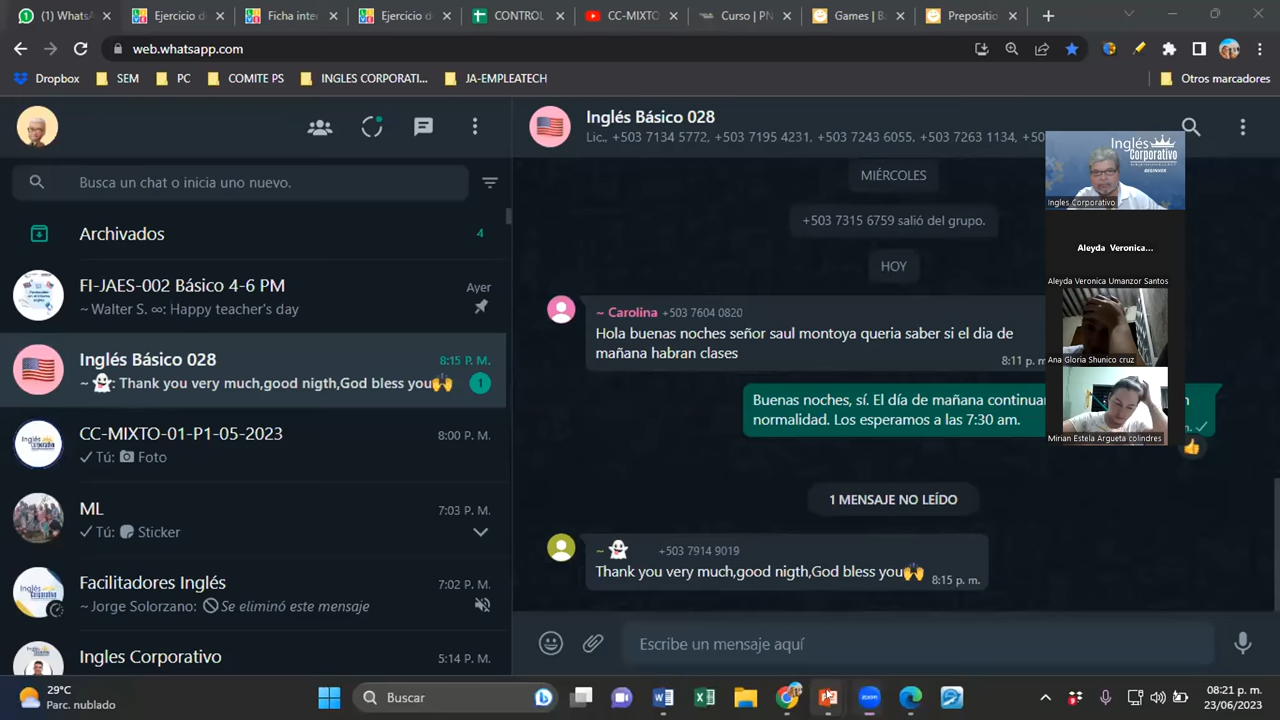 (1) WhatsA
Ejercicio d
Ficha inte
Ejercicio d
CONTROL
CC-MIXTO
Curso | PN
Games | B
Prepositio
web.whatsapp.com
Dropbox
SEM
PC
COMITE PS
INGLES CORPORATI...
JA-EMPLEATECH
Otros marcadores
Busca un chat o inicia uno nuevo.
Archivados
4
FI-JAES-002 Básico 4-6 PM
Ayer
~ Walter S. ∞: Happy teacher's day
Inglés Básico 028
8:15 P. M.
~ 👻: Thank you very much,good nigth,God bless you🙌
1
CC-MIXTO-01-P1-05-2023
8:00 P. M.
Tú: Foto
ML
7:03 P. M.
Tú: Sticker
Facilitadores Inglés
7:02 P. M.
~ Jorge Solorzano: Se eliminó este mensaje
Ingles Corporativo
5:14 P. M.
Inglés Básico 028
Lic., +503 7134 5772, +503 7195 4231, +503 7243 6055, +503 7263 1134, +50
MIÉRCOLES
+503 7315 6759 salió del grupo.
HOY
~ Carolina +503 7604 0820
Hola buenas noches señor saul montoya queria saber si el dia de
mañana habran clases
8:11 p. m
Buenas noches, sí. El día de mañana continuar
normalidad. Los esperamos a las 7:30 am.
1 MENSAJE NO LEÍDO
~ 👻 +503 7914 9019
Thank you very much,good nigth,God bless you🙌
8:15 p. m.
Escribe un mensaje aquí
Inglés
Corporativo
BEGINNER
Ingles Corporativo
Aleyda Veronica...
Aleyda Veronica Umanzor Santos
Ana Gloria Shunico cruz
Mirian Estela Argueta colindres
29°C
Parc. nublado
Buscar
08:21 p. m.
23/06/2023